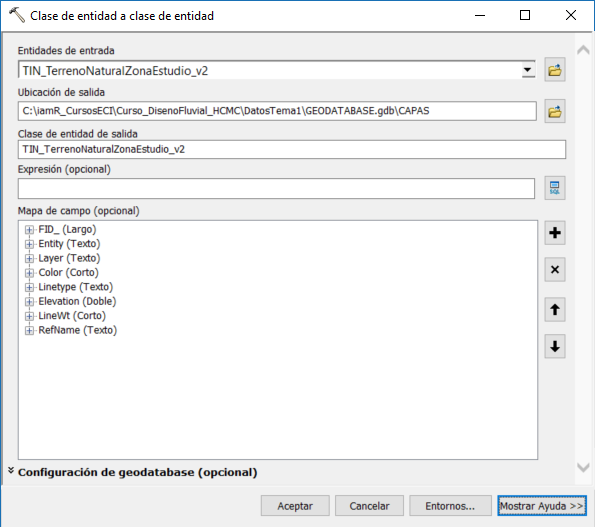 Clase de entidad a clase de entidad
Entidades de entrada
TIN_TerrenoNaturalZonaEstudio_v2
Ubicación de salida
C:\iamR_CursosECI\Curso_DisenoFluvial_HCMC\DatosTema1\GEODATABASE.gdb\CAPAS
Clase de entidad de salida
TIN_TerrenoNaturalZonaEstudio_v2
Expresión (opcional)
SQL
Mapa de campo (opcional)
FID_ (Largo)
Entity (Texto)
Layer (Texto)
Color (Corto)
Linetype (Texto)
Elevation (Doble)
LineWt (Corto)
RefName (Texto)
Configuración de geodatabase (opcional)
Aceptar
Cancelar
Entornos...
Mostrar Ayuda >>